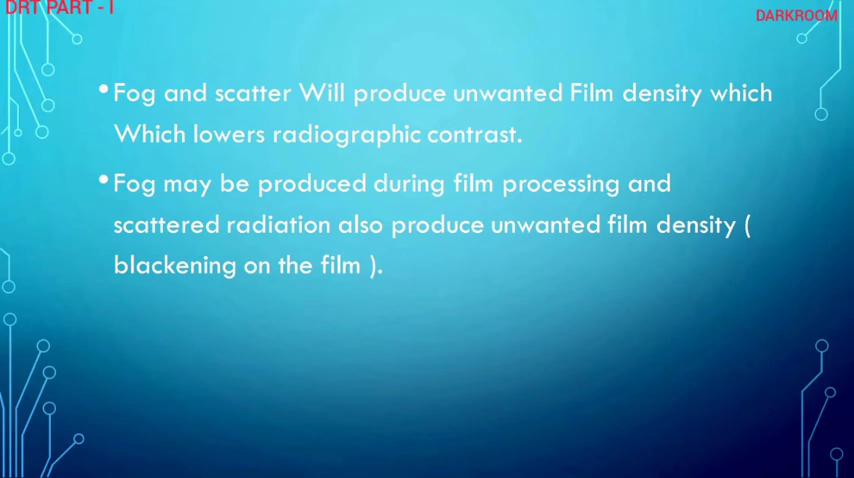 DRT PART - I
DARKROOM
• Fog and scatter Will produce unwanted Film density which
Which lowers radiographic contrast.
• Fog may be produced during film processing and
scattered radiation also produce unwanted film density (
blackening on the film ).